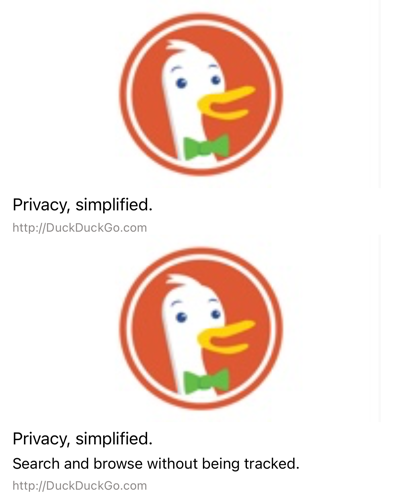 Privacy, simplified.
http://DuckDuckGo.com
Privacy, simplified.
Search and browse without being tracked.
http://DuckDuckGo.com